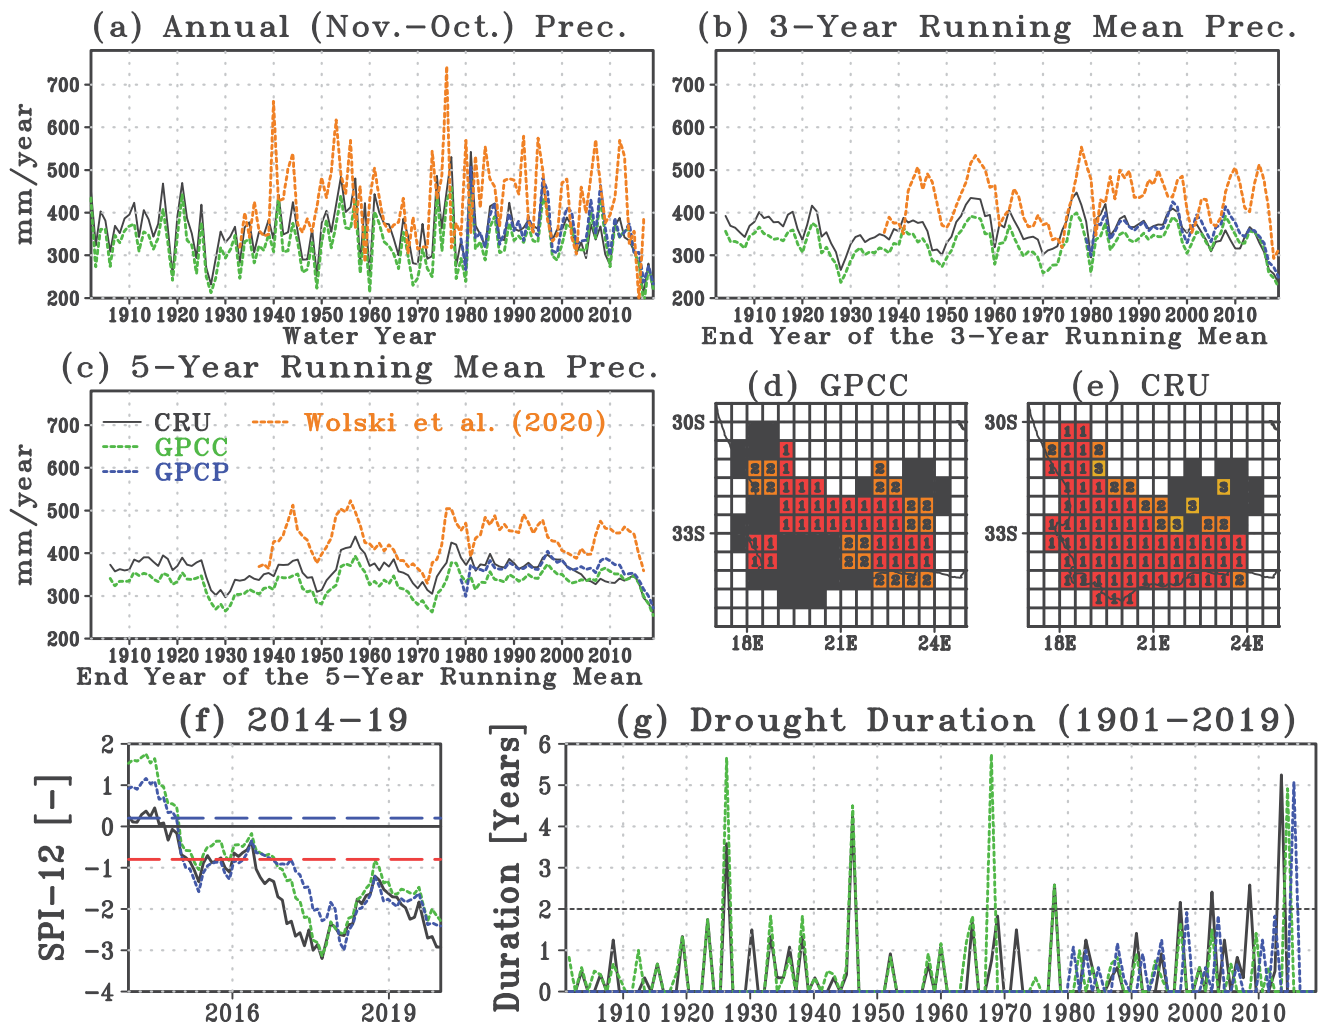 (a) Annual (Nov.-Oct.) Prec.
(b) 3-Year Running Mean Prec.
mm/year
700
600
500
400
300
200
1910 1920 1930 1940 1950 1960 1970 1980 1990 2000 2010
Water Year
700
600
500
400
300
200
1910 1920 1930 1940 1950 1960 1970 1980 1990 2000 2010
End Year of the 3-Year Running Mean
(c) 5-Year Running Mean Prec.
mm/year
700
600
500
400
300
200
CRU
GPCC
GPCP
Wolski et al. (2020)
1910 1920 1930 1940 1950 1960 1970 1980 1990 2000 2010
End Year of the 5-Year Running Mean
(d) GPCC
30S
33S
18E 21E 24E
(e) CRU
30S
33S
18E 21E 24E
(f) 2014-19
SPI-12 [-]
2
1
0
-1
-2
-3
-4
2016 2019
(g) Drought Duration (1901-2019)
Duration [Years]
6
5
4
3
2
1
0
1910 1920 1930 1940 1950 1960 1970 1980 1990 2000 2010